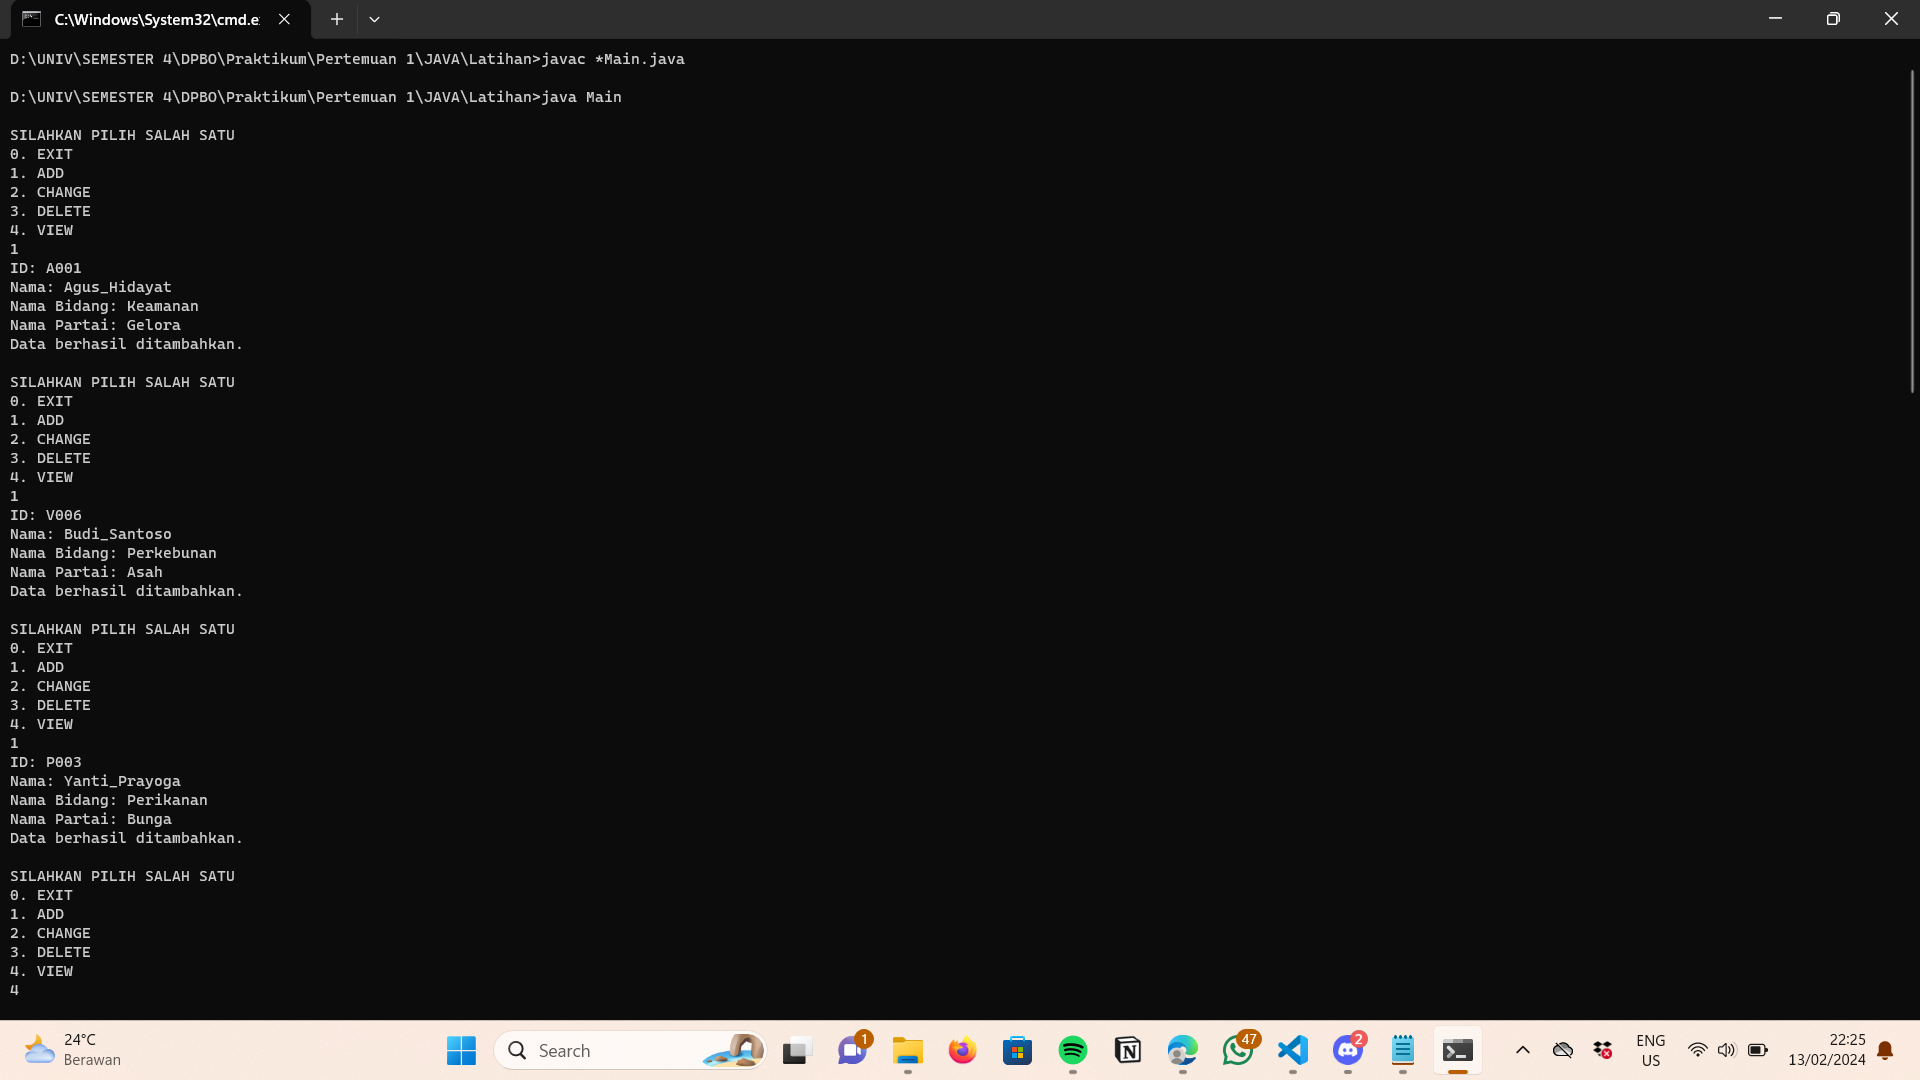 C:\Windows\System32\cmd.e
D:\UNIV\SEMESTER 4\DPBO\Praktikum\Pertemuan 1\JAVA\Latihan>javac *Main.java
D:\UNIV\SEMESTER 4\DPBO\Praktikum\Pertemuan 1\JAVA\Latihan>java Main
SILAHKAN PILIH SALAH SATU
0. EXIT
1. ADD
2. CHANGE
3. DELETE
4. VIEW
1
ID: A001
Nama: Agus_Hidayat
Nama Bidang: Keamanan
Nama Partai: Gelora
Data berhasil ditambahkan.
SILAHKAN PILIH SALAH SATU
0. EXIT
1. ADD
2. CHANGE
3. DELETE
4. VIEW
1
ID: V006
Nama: Budi_Santoso
Nama Bidang: Perkebunan
Nama Partai: Asah
Data berhasil ditambahkan.
SILAHKAN PILIH SALAH SATU
0. EXIT
1. ADD
2. CHANGE
3. DELETE
4. VIEW
1
ID: P003
Nama: Yanti_Prayoga
Nama Bidang: Perikanan
Nama Partai: Bunga
Data berhasil ditambahkan.
SILAHKAN PILIH SALAH SATU
0. EXIT
1. ADD
2. CHANGE
3. DELETE
4. VIEW
4
24°C
Berawan
Search
1
47
2
ENG
US
22:25
13/02/2024